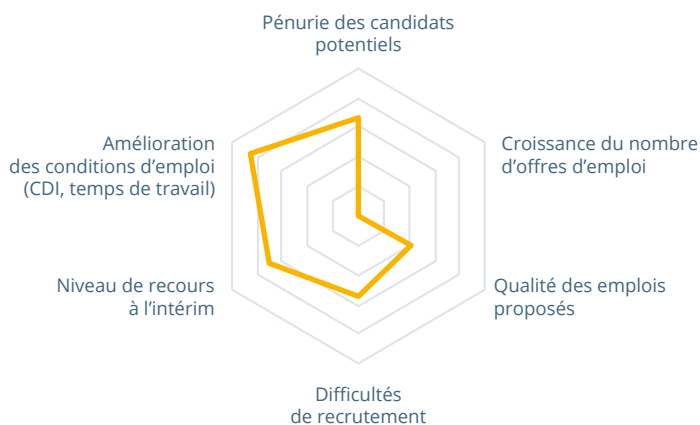 Pénurie des candidats
potentiels
Croissance du nombre
d’offres d’emploi
Qualité des emplois
proposés
Difficultés
de recrutement
Niveau de recours
à l’intérim
Amélioration
des conditions d’emploi
(CDI, temps de travail)